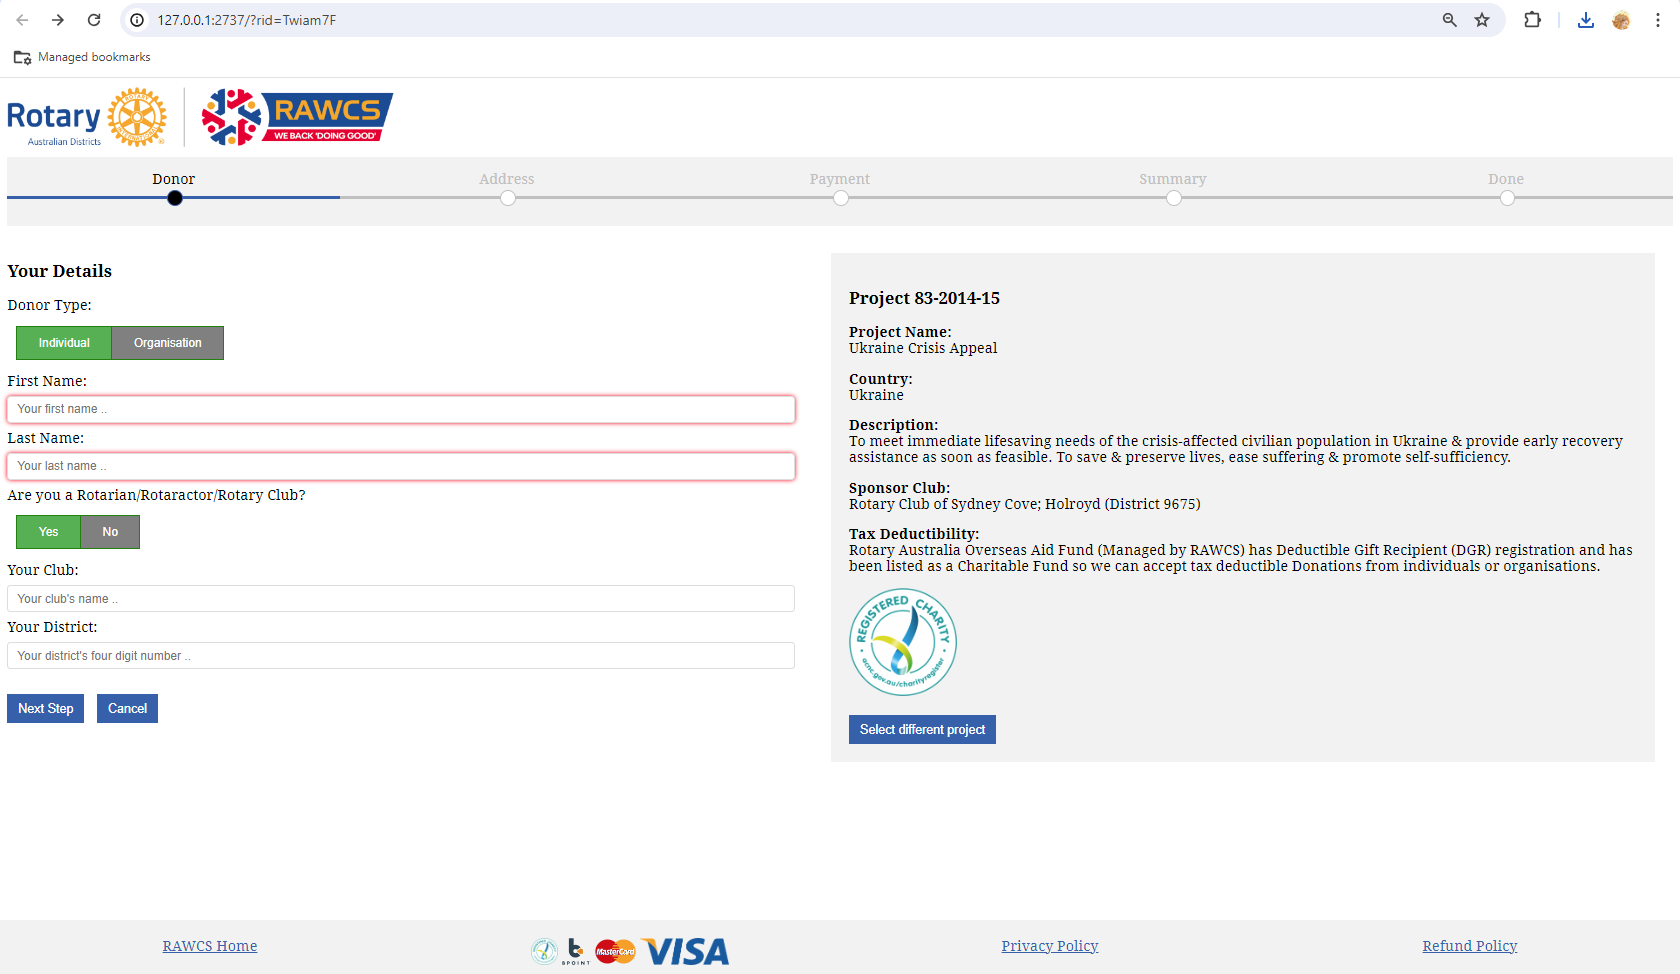 127.0.0.1:2737/?rid=Twiam7F
Managed bookmarks
Rotary
Australian Districts
ROTARY
INTERNATIONAL
RAWCS
WE BACK 'DOING GOOD'
Donor
Address
Payment
Summary
Done
Your Details
Donor Type:
Individual
Organisation
First Name:
Your first name ..
Last Name:
Your last name ..
Are you a Rotarian/Rotaractor/Rotary Club?
Yes
No
Your Club:
Your club's name ..
Your District:
Your district's four digit number ..
Next Step
Cancel
Project 83-2014-15
Project Name:
Ukraine Crisis Appeal
Country:
Ukraine
Description:
To meet immediate lifesaving needs of the crisis-affected civilian population in Ukraine & provide early recovery
assistance as soon as feasible. To save & preserve lives, ease suffering & promote self-sufficiency.
Sponsor Club:
Rotary Club of Sydney Cove; Holroyd (District 9675)
Tax Deductibility:
Rotary Australia Overseas Aid Fund (Managed by RAWCS) has Deductible Gift Recipient (DGR) registration and has
been listed as a Charitable Fund so we can accept tax deductible Donations from individuals or organisations.
REGISTERED CHARITY
acnc.gov.au/charityregister
Select different project
RAWCS Home
BPOINT
MasterCard
VISA
Privacy Policy
Refund Policy